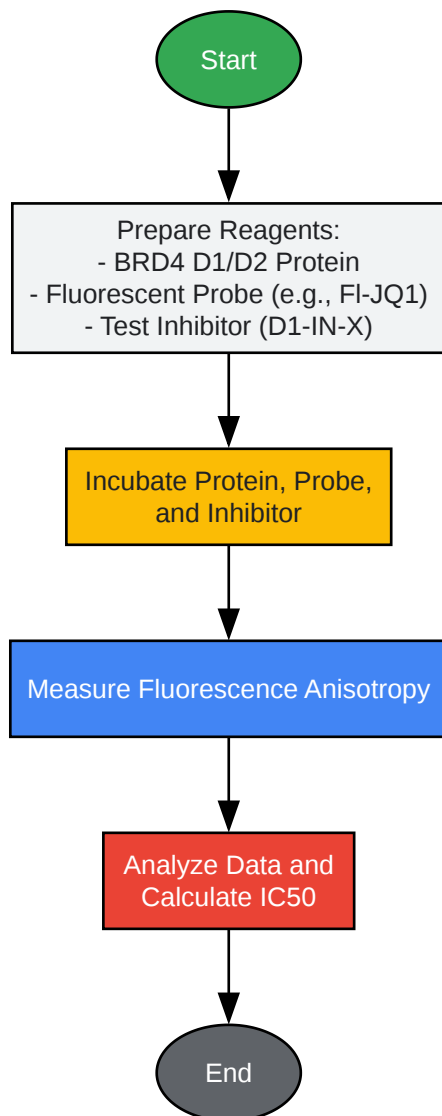 Start
Prepare Reagents:
- BRD4 D1/D2 Protein
- Fluorescent Probe (e.g., Fl-JQ1)
- Test Inhibitor (D1-IN-X)
Incubate Protein, Probe,
and Inhibitor
Measure Fluorescence Anisotropy
Analyze Data and
Calculate IC50
End